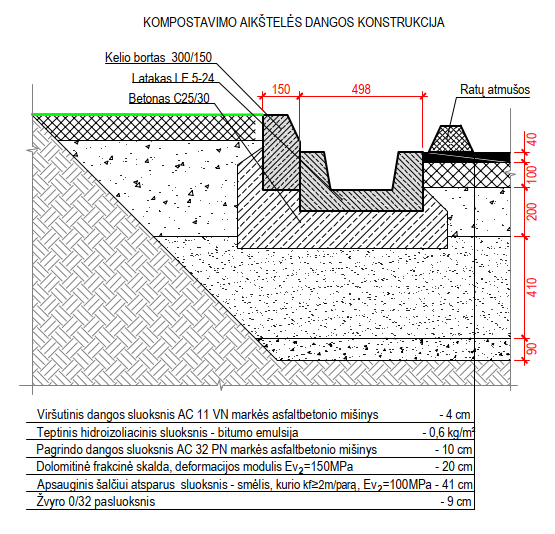 KOMPOSTAVIMO AIKŠTELĖS DANGOS KONSTRUKCIJA
Kelio bortas 300/150
Latakas LE 5-24
Betonas C25/30
150
498
Ratų atmušos
40
100
200
410
90
Viršutinis dangos sluoksnis AC 11 VN markės asfaltbetonio mišinys - 4 cm
Teptinis hidroizoliacinis sluoksnis - bitumo emulsija - 0,6 kg/m²
Pagrindo dangos sluoksnis AC 32 PN markės asfaltbetonio mišinys - 10 cm
Dolomitinė frakcinė skalda, deformacijos modulis Ev₂=150MPa - 20 cm
Apsauginis šalčiui atsparus sluoksnis - smėlis, kurio kf≥2m/parą, Ev₂=100MPa - 41 cm
Žvyro 0/32 pasluoksnis - 9 cm